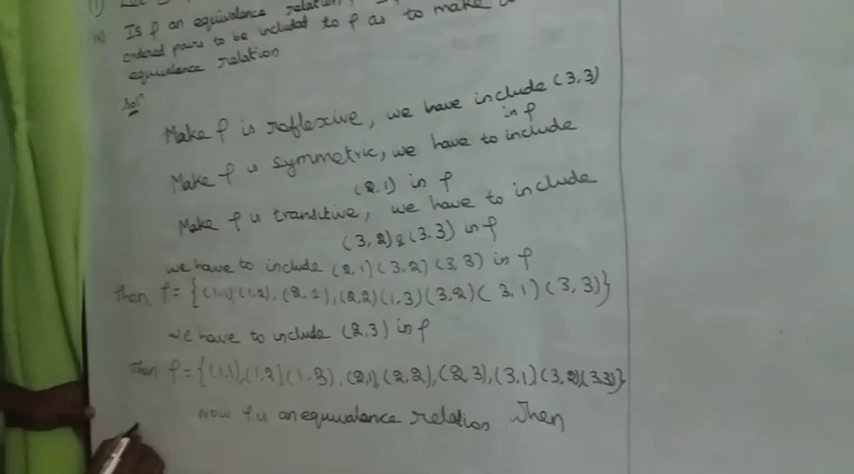 (i)
(ii) Is ρ an equivalence relation
ordered pairs to be included to ρ as to make
equivalence relation
Soln
Make ρ is reflexive, we have include (3,3)
in ρ
Make ρ is symmetric, we have to include
(2,1) in ρ
Make ρ is transitive, we have to include
(3,2) & (3.3) in ρ
we have to include (2,1) (3,2) (3,3) in ρ
Then ρ = {(1,1) (1,2), (2,1), (2,2) (1,3) (3,2) (3,1) (3,3)}
we have to include (2,3) in ρ
Then ρ = {(1,1), (1,2) (1,3), (2,1) (2,2), (2,3), (3,1) (3,2) (3,3)}
Now ρ is an equivalence relation When